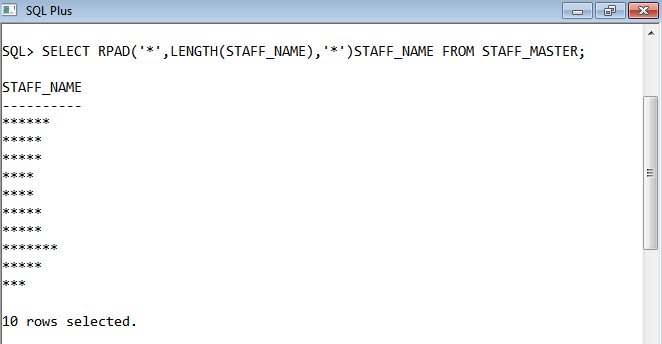 SQL Plus
SQL> SELECT RPAD('*',LENGTH(STAFF_NAME),'*')STAFF_NAME FROM STAFF_MASTER;
STAFF_NAME
----------
******
*****
*****
****
****
*****
*****
*******
*****
***
10 rows selected.